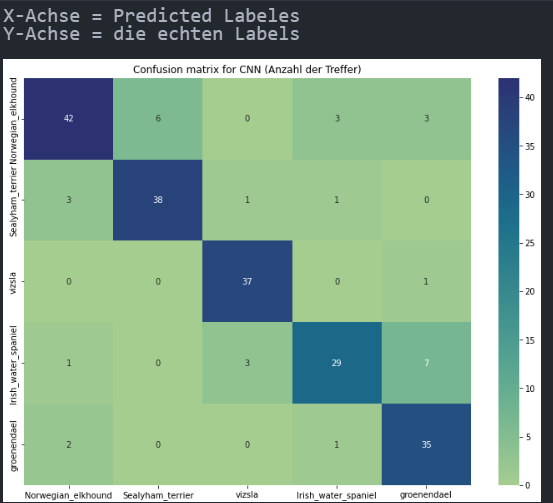 X-Achse = Predicted Labeles
Y-Achse = die echten Labels
Confusion matrix for CNN (Anzahl der Treffer)
Norwegian_elkhound
42 6 0 3 3
Sealyham_terrier
3 38 1 1 0
vizsla
0 0 37 0 1
Irish_water_spaniel
1 0 3 29 7
groenendael
2 0 0 1 35
Norwegian_elkhound Sealyham_terrier vizsla Irish_water_spaniel groenendael
40
35
30
25
20
15
10
5
0